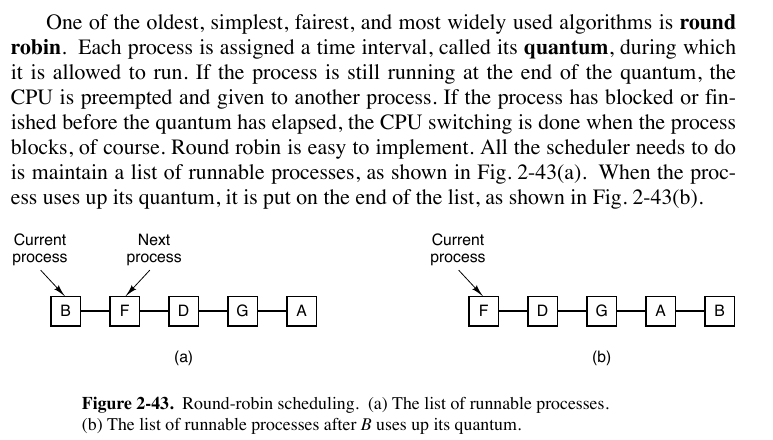 One of the oldest, simplest, fairest, and most widely used algorithms is round
robin. Each process is assigned a time interval, called its quantum, during which
it is allowed to run. If the process is still running at the end of the quantum, the
CPU is preempted and given to another process. If the process has blocked or fin-
ished before the quantum has elapsed, the CPU switching is done when the process
blocks, of course. Round robin is easy to implement. All the scheduler needs to do
is maintain a list of runnable processes, as shown in Fig. 2-43(a). When the proc-
ess uses up its quantum, it is put on the end of the list, as shown in Fig. 2-43(b).
Current
process
Next
process
B F D G A
(a)
Current
process
F D G A B
(b)
Figure 2-43. Round-robin scheduling. (a) The list of runnable processes.
(b) The list of runnable processes after B uses up its quantum.